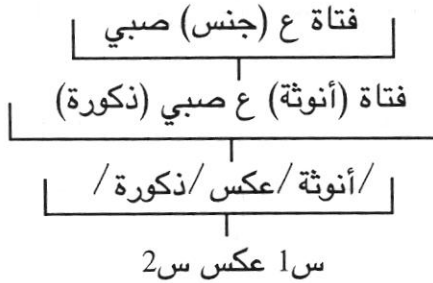 فتاة ع (جنس) صبي
فتاة (أنوثة) ع صبي (ذكورة)
/أنوثة/عكس/ذكورة/
س1 عكس س2